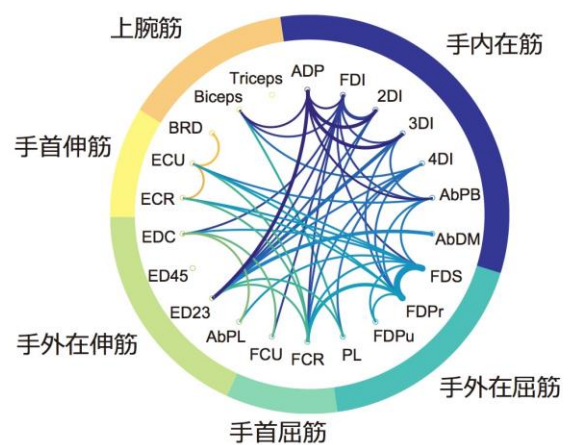 上腕筋
手内在筋
手首伸筋
手外在伸筋
手首屈筋
手外在屈筋
Triceps
ADP
FDI
2DI
3DI
4DI
AbPB
AbDM
FDS
FDPr
FDPu
PL
FCR
FCU
AbPL
ED23
ED45
EDC
ECR
ECU
BRD
Biceps